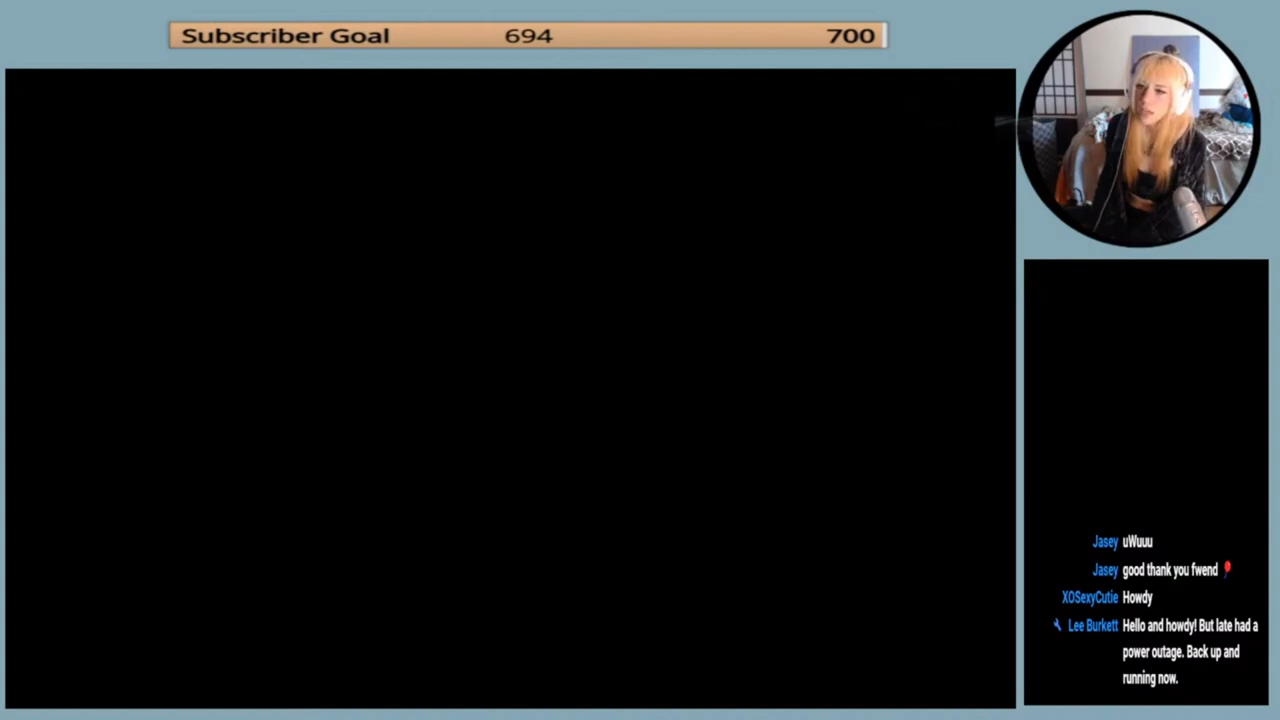 Subscriber Goal 694 700
Jasey uWuuu
Jasey good thank you fwend 🎈
XOSexyCutie Howdy
Lee Burkett Hello and howdy! But late had a
power outage. Back up and
running now.